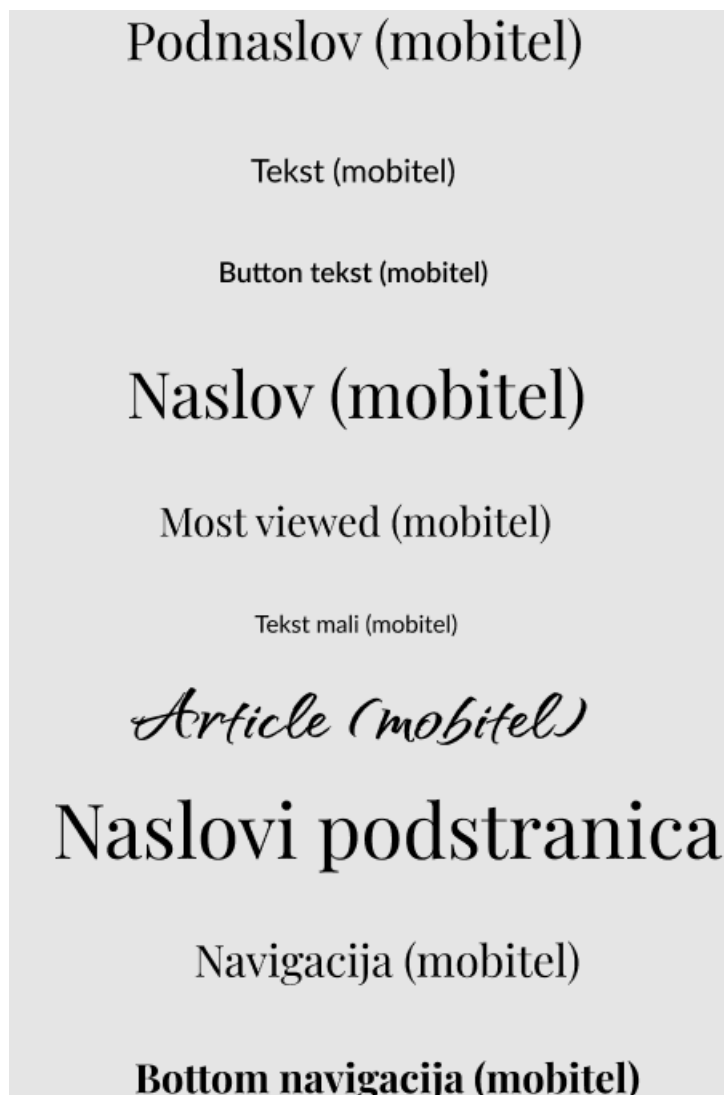 Podnaslov (mobitel)
Tekst (mobitel)
Button tekst (mobitel)
Naslov (mobitel)
Most viewed (mobitel)
Tekst mali (mobitel)
Article (mobitel)
Naslovi podstranica
Navigacija (mobitel)
Bottom navigacija (mobitel)